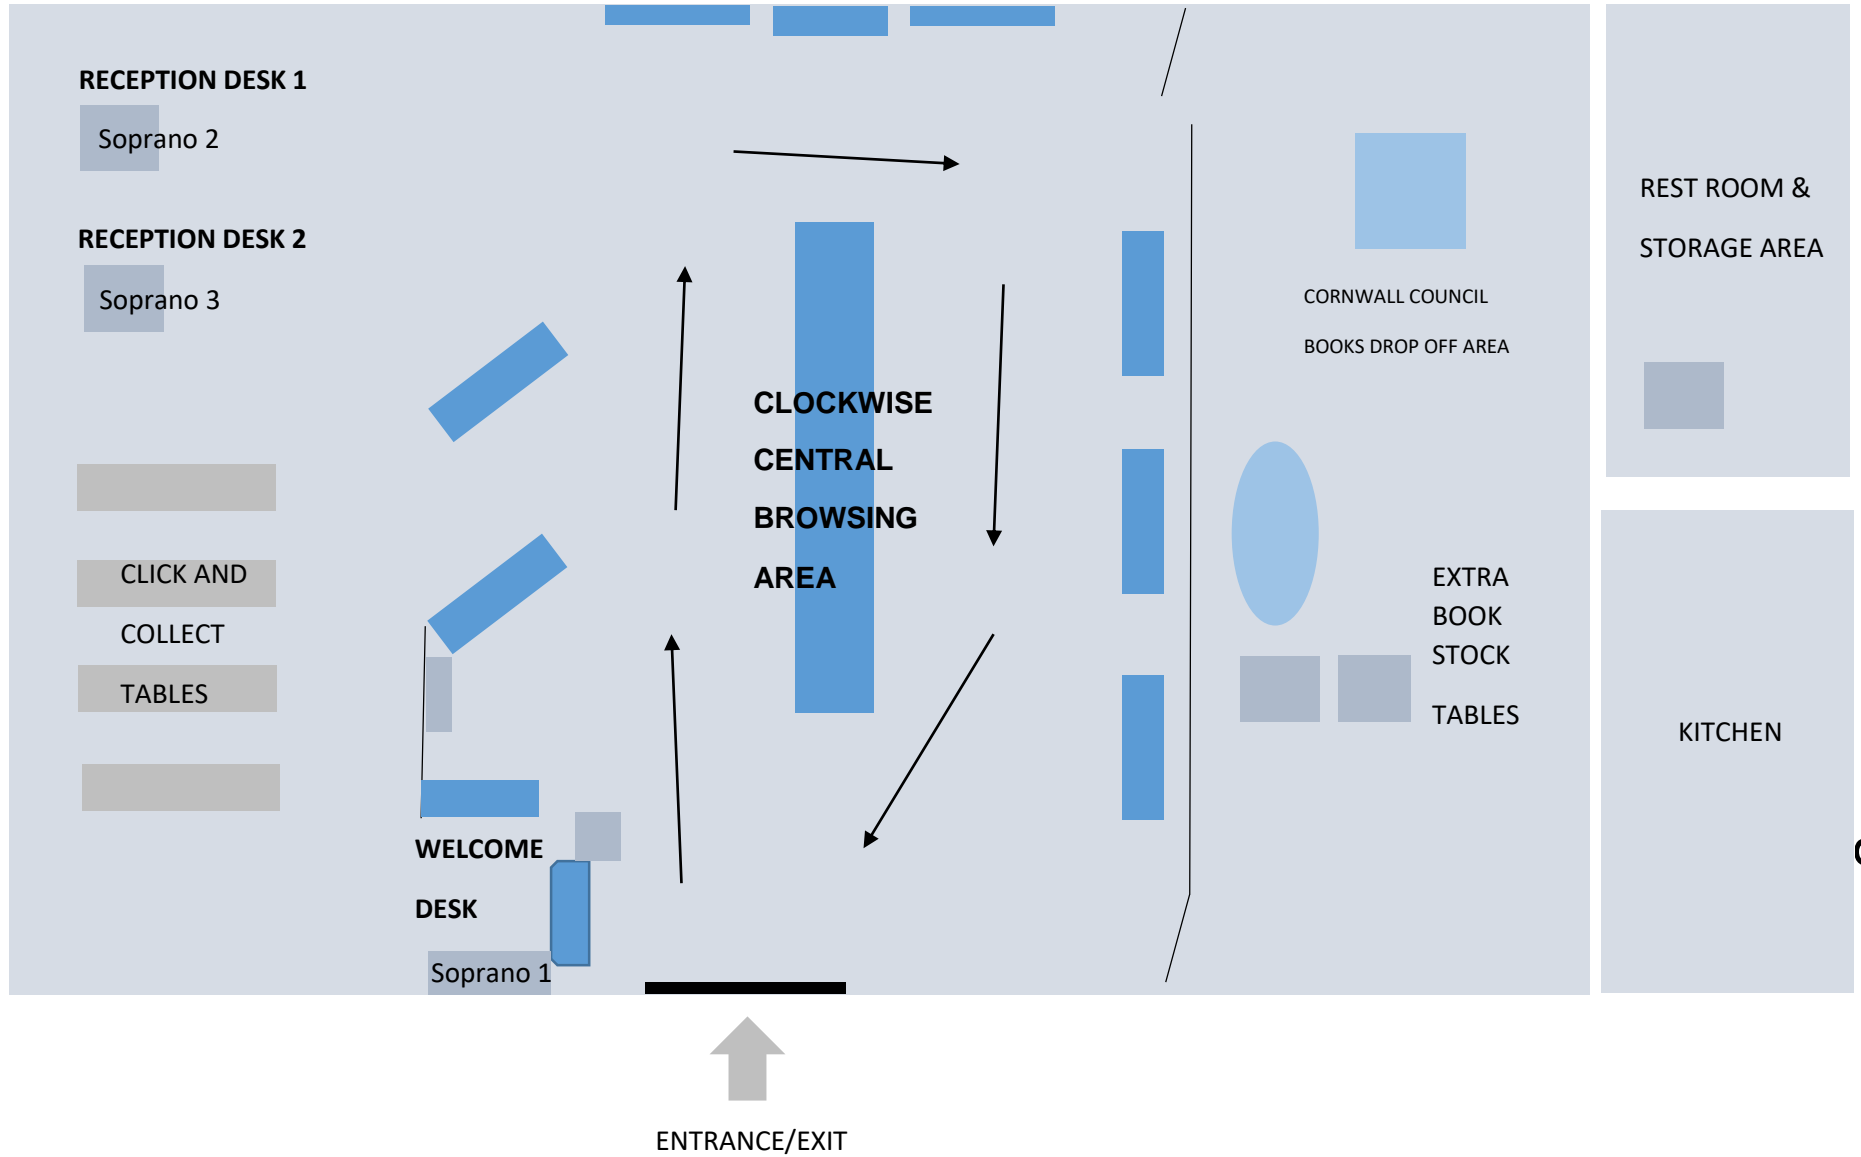 RECEPTION DESK 1
Soprano 2
RECEPTION DESK 2
Soprano 3
CLICK AND
COLLECT
TABLES
WELCOME
DESK
Soprano 1
CLOCKWISE
CENTRAL
BROWSING
AREA
CORNWALL COUNCIL
BOOKS DROP OFF AREA
EXTRA
BOOK
STOCK
TABLES
REST ROOM &
STORAGE AREA
KITCHEN
ENTRANCE/EXIT